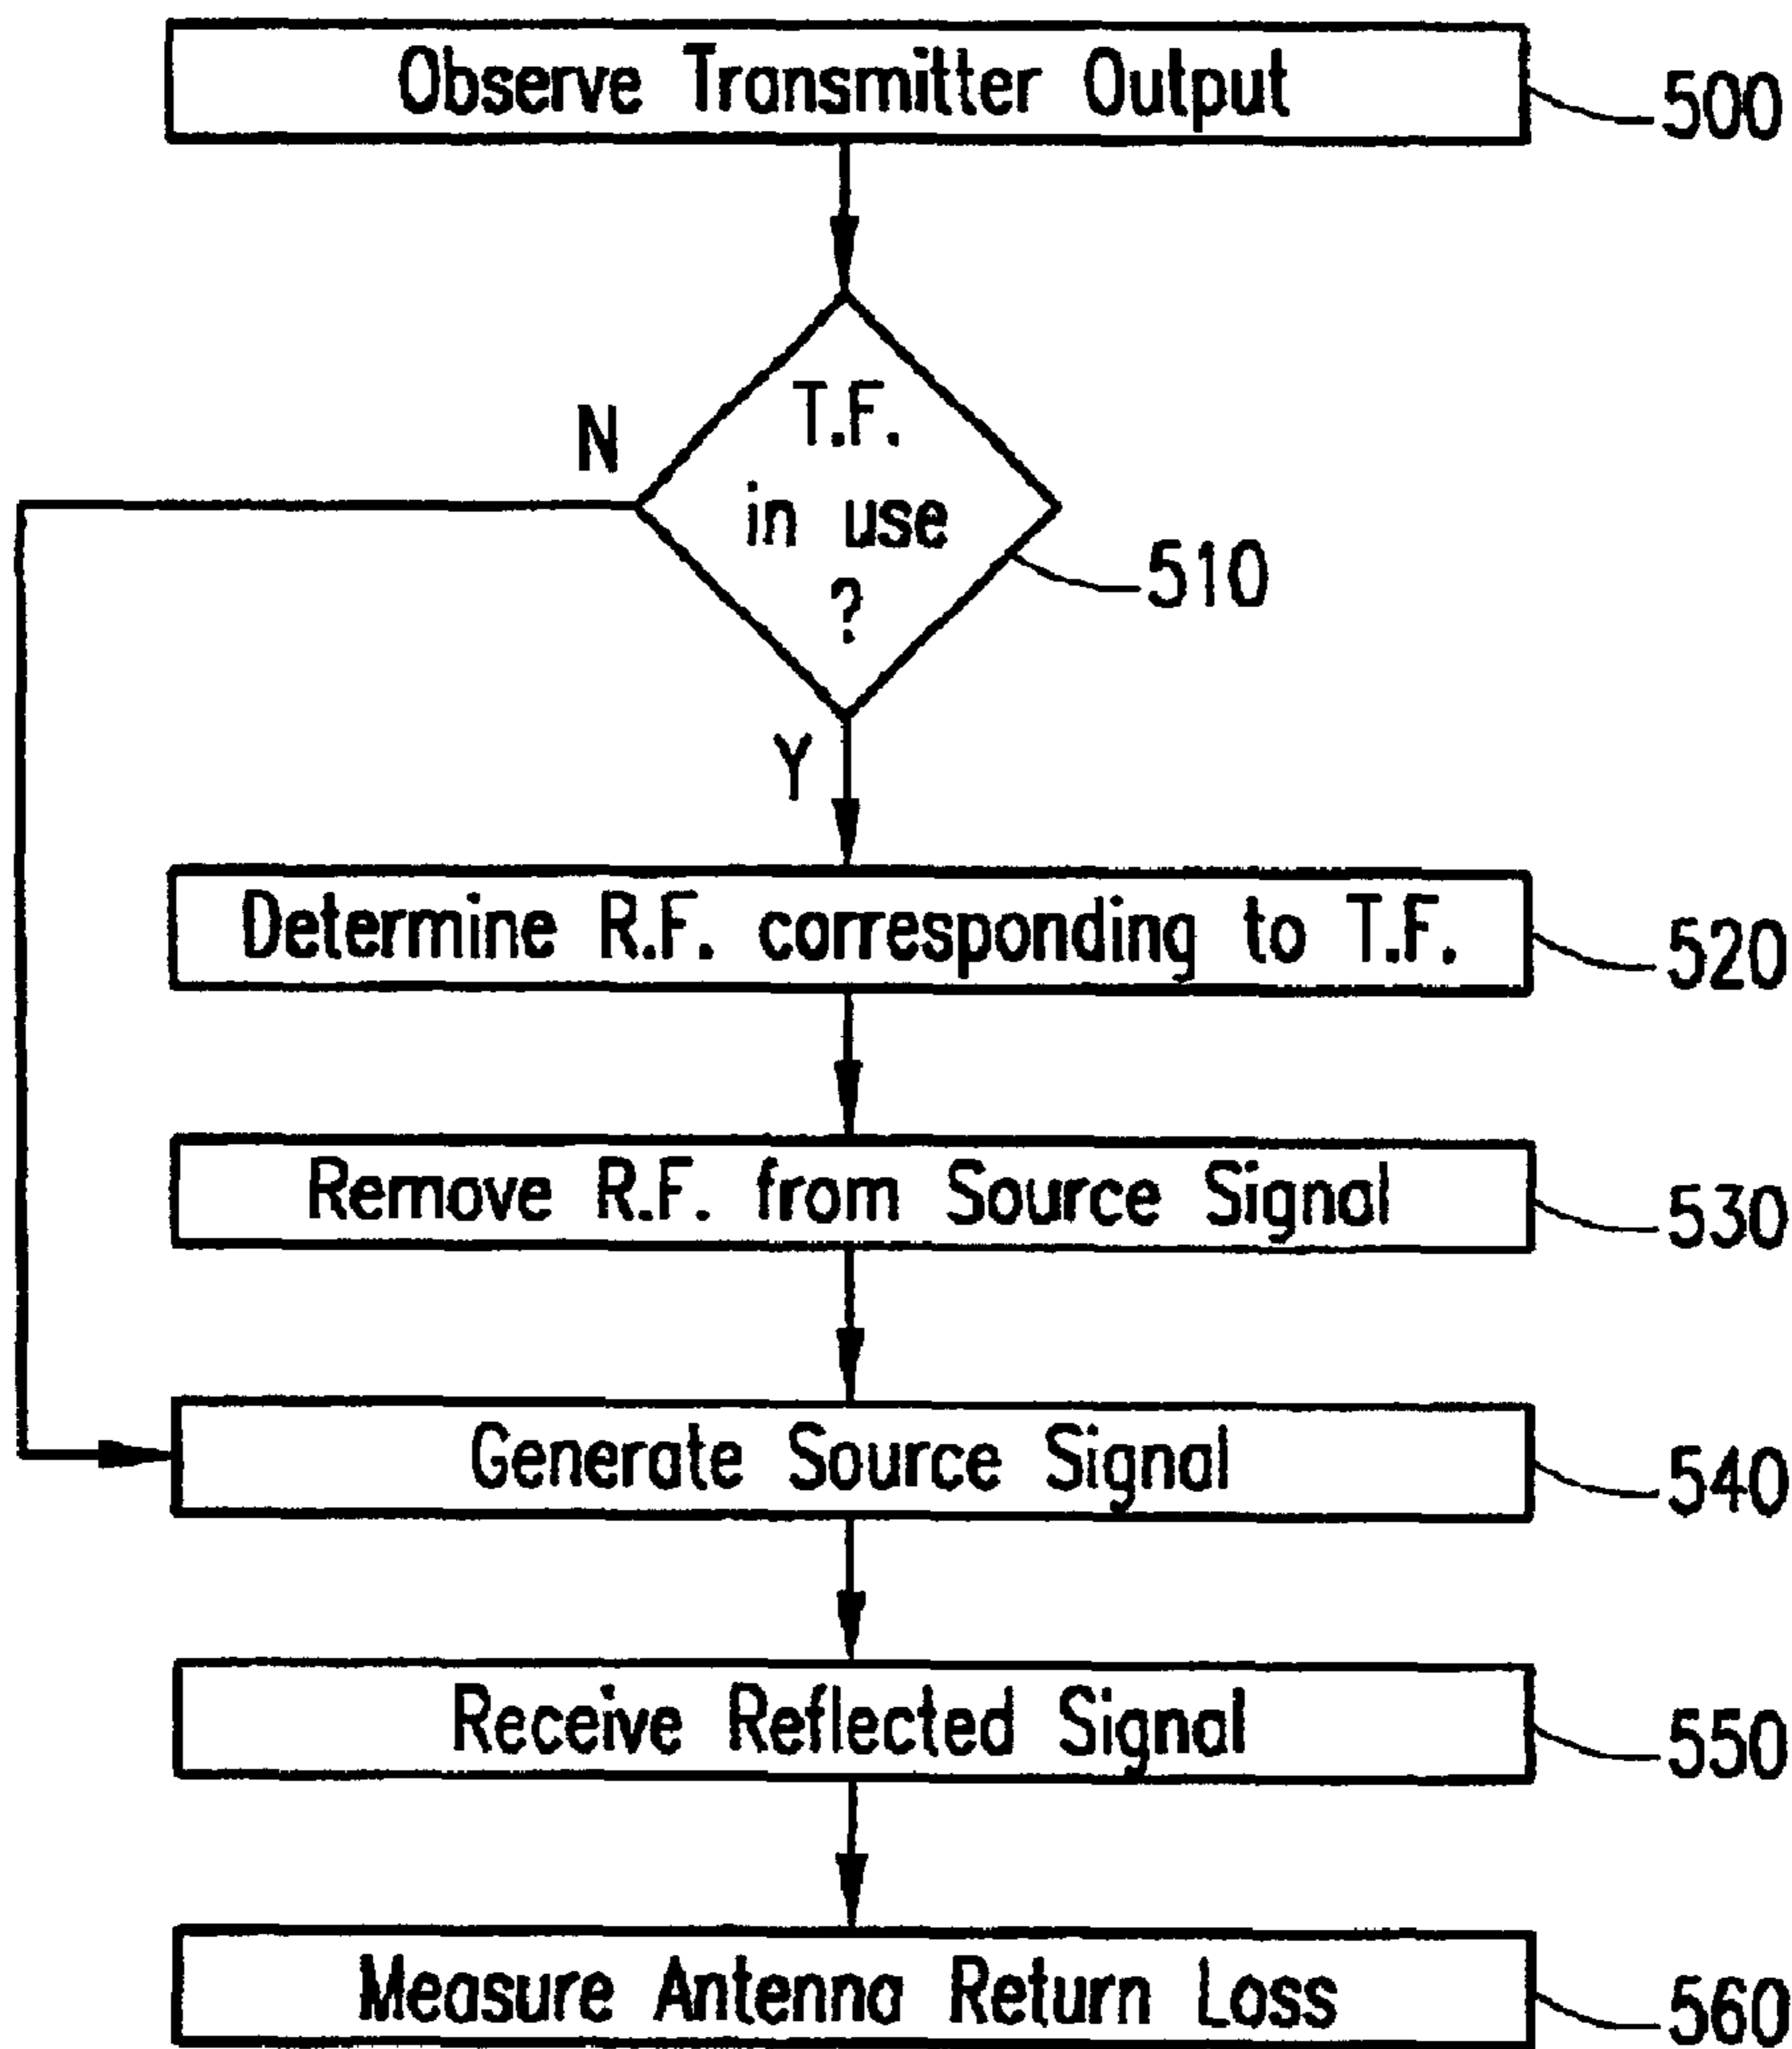 Observe Transmitter Output
500
T.F.
in use
?
510
N
Y
Determine R.F. corresponding to T.F.
520
Remove R.F. from Source Signal
530
Generate Source Signal
540
Receive Reflected Signal
550
Measure Antenna Return Loss
560